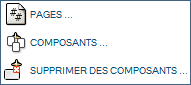 PAGES ...
COMPOSANTS ...
SUPPRIMER DES COMPOSANTS ...